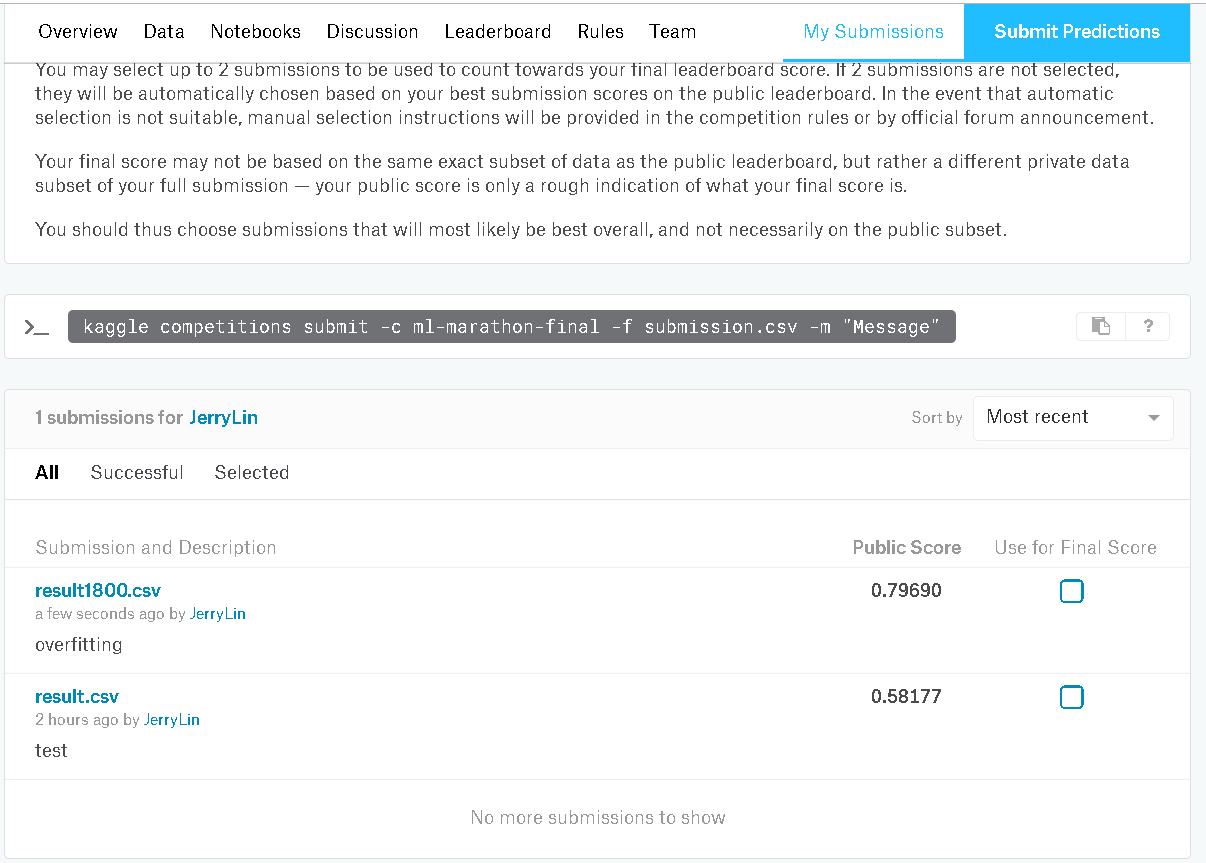 Overview Data Notebooks Discussion Leaderboard Rules Team My Submissions Submit Predictions
You may select up to 2 submissions to be used to count towards your final leaderboard score. If 2 submissions are not selected,
they will be automatically chosen based on your best submission scores on the public leaderboard. In the event that automatic
selection is not suitable, manual selection instructions will be provided in the competition rules or by official forum announcement.
Your final score may not be based on the same exact subset of data as the public leaderboard, but rather a different private data
subset of your full submission — your public score is only a rough indication of what your final score is.
You should thus choose submissions that will most likely be best overall, and not necessarily on the public subset.
>_ kaggle competitions submit -c ml-marathon-final -f submission.csv -m "Message" ?
1 submissions for JerryLin Sort by Most recent
All Successful Selected
Submission and Description Public Score Use for Final Score
result1800.csv 0.79690
a few seconds ago by JerryLin
overfitting
result.csv 0.58177
2 hours ago by JerryLin
test
No more submissions to show